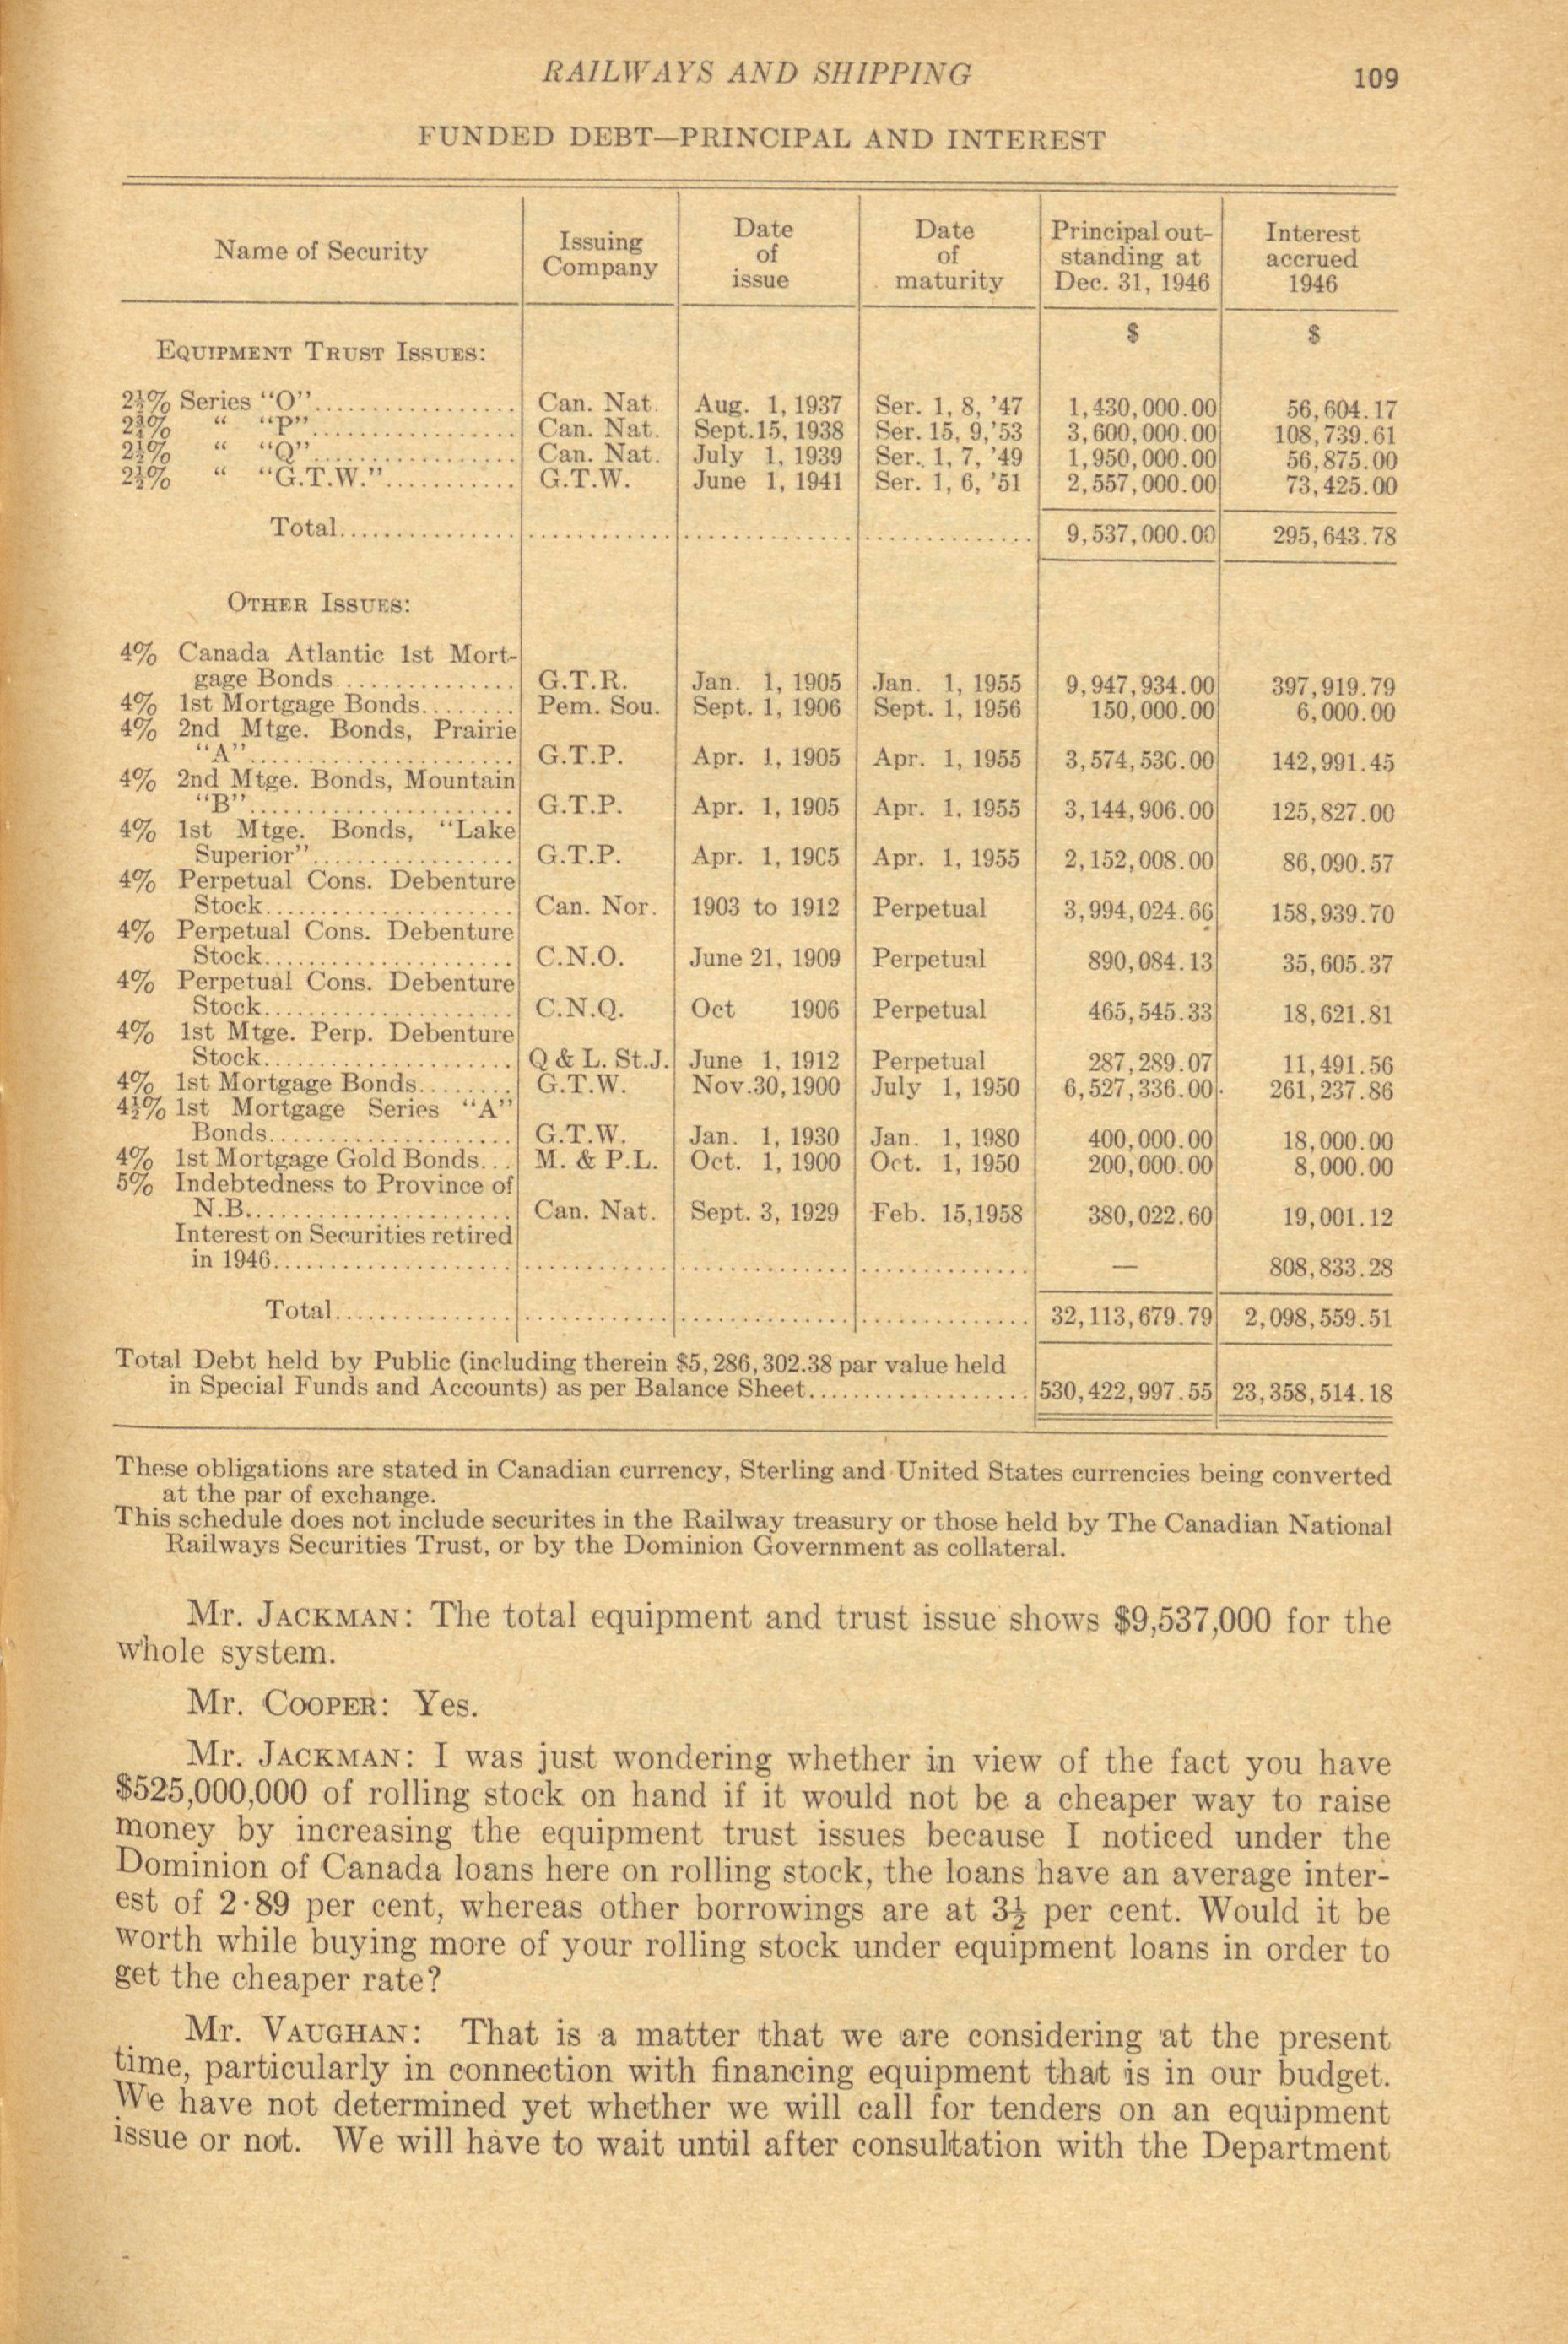 RAILWAYS AND SHIPPING 109
FUNDED DEBT—PRINCIPAL AND INTEREST
Name of Security | Issuing Company | Date of issue | Date of maturity | Principal outstanding at Dec. 31, 1946 | Interest accrued 1946
$ $
EQUIPMENT TRUST ISSUES:
2½% Series "O"................ Can. Nat. Aug. 1, 1937 Ser. 1, 8, '47 1,430,000.00 56,604.17
2¾% " "P"................ Can. Nat. Sept. 15, 1938 Ser. 15, 9, '53 3,600,000.00 108,739.61
2½% " "Q"................ Can. Nat. July 1, 1939 Ser. 1, 7, '49 1,950,000.00 56,875.00
2½% " "G.T.W."........... G.T.W. June 1, 1941 Ser. 1, 6, '51 2,557,000.00 73,425.00
Total................ 9,537,000.00 295,643.78
OTHER ISSUES:
4% Canada Atlantic 1st Mort-
gage Bonds............... G.T.R. Jan. 1, 1905 Jan. 1, 1955 9,947,934.00 397,919.79
4% 1st Mortgage Bonds........ Pem. Sou. Sept. 1, 1906 Sept. 1, 1956 150,000.00 6,000.00
4% 2nd Mtge. Bonds, Prairie
"A"...................... G.T.P. Apr. 1, 1905 Apr. 1, 1955 3,574,530.00 142,991.45
4% 2nd Mtge. Bonds, Mountain
"B"...................... G.T.P. Apr. 1, 1905 Apr. 1, 1955 3,144,906.00 125,827.00
4% 1st Mtge. Bonds, "Lake
Superior"................ G.T.P. Apr. 1, 1905 Apr. 1, 1955 2,152,008.00 86,090.57
4% Perpetual Cons. Debenture
Stock.................... Can. Nor. 1903 to 1912 Perpetual 3,994,024.66 158,939.70
4% Perpetual Cons. Debenture
Stock.................... C.N.O. June 21, 1909 Perpetual 890,084.13 35,605.37
4% Perpetual Cons. Debenture
Stock.................... C.N.Q. Oct 1906 Perpetual 465,545.33 18,621.81
4% 1st Mtge. Perp. Debenture
Stock.................... Q & L. St.J. June 1, 1912 Perpetual 287,289.07 11,491.56
4% 1st Mortgage Bonds........ G.T.W. Nov. 30, 1900 July 1, 1950 6,527,336.00 261,237.86
4½% 1st Mortgage Series "A"
Bonds.................... G.T.W. Jan. 1, 1930 Jan. 1, 1980 400,000.00 18,000.00
4% 1st Mortgage Gold Bonds... M. & P.L. Oct. 1, 1900 Oct. 1, 1950 200,000.00 8,000.00
5% Indebtedness to Province of
N.B...................... Can. Nat. Sept. 3, 1929 Feb. 15, 1958 380,022.60 19,001.12
Interest on Securities retired
in 1946.................... — 808,833.28
Total................ 32,113,679.79 2,098,559.51
Total Debt held by Public (including therein $5,286,302.38 par value held
in Special Funds and Accounts) as per Balance Sheet.................... 530,422,997.55 23,358,514.18
These obligations are stated in Canadian currency, Sterling and United States currencies being converted
at the par of exchange.
This schedule does not include securites in the Railway treasury or those held by The Canadian National
Railways Securities Trust, or by the Dominion Government as collateral.
Mr. JACKMAN: The total equipment and trust issue shows $9,537,000 for the
whole system.
Mr. COOPER: Yes.
Mr. JACKMAN: I was just wondering whether in view of the fact you have
$525,000,000 of rolling stock on hand if it would not be a cheaper way to raise
money by increasing the equipment trust issues because I noticed under the
Dominion of Canada loans here on rolling stock, the loans have an average inter-
est of 2·89 per cent, whereas other borrowings are at 3½ per cent. Would it be
worth while buying more of your rolling stock under equipment loans in order to
get the cheaper rate?
Mr. VAUGHAN: That is a matter that we are considering at the present
time, particularly in connection with financing equipment that is in our budget.
We have not determined yet whether we will call for tenders on an equipment
issue or not. We will have to wait until after consultation with the Department